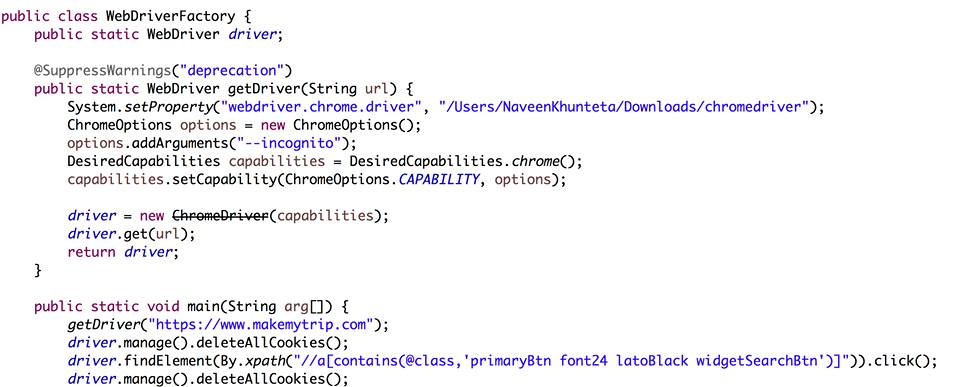 public class WebDriverFactory {
public static WebDriver driver;
@SuppressWarnings("deprecation")
public static WebDriver getDriver(String url) {
System.setProperty("webdriver.chrome.driver", "/Users/NaveenKhunteta/Downloads/chromedriver");
ChromeOptions options = new ChromeOptions();
options.addArguments("--incognito");
DesiredCapabilities capabilities = DesiredCapabilities.chrome();
capabilities.setCapability(ChromeOptions.CAPABILITY, options);
driver = new ChromeDriver(capabilities);
driver.get(url);
return driver;
}
public static void main(String arg[]) {
getDriver("https://www.makemytrip.com");
driver.manage().deleteAllCookies();
driver.findElement(By.xpath("//a[contains(@class,'primaryBtn font24 latoBlack widgetSearchBtn')]")).click();
driver.manage().deleteAllCookies();